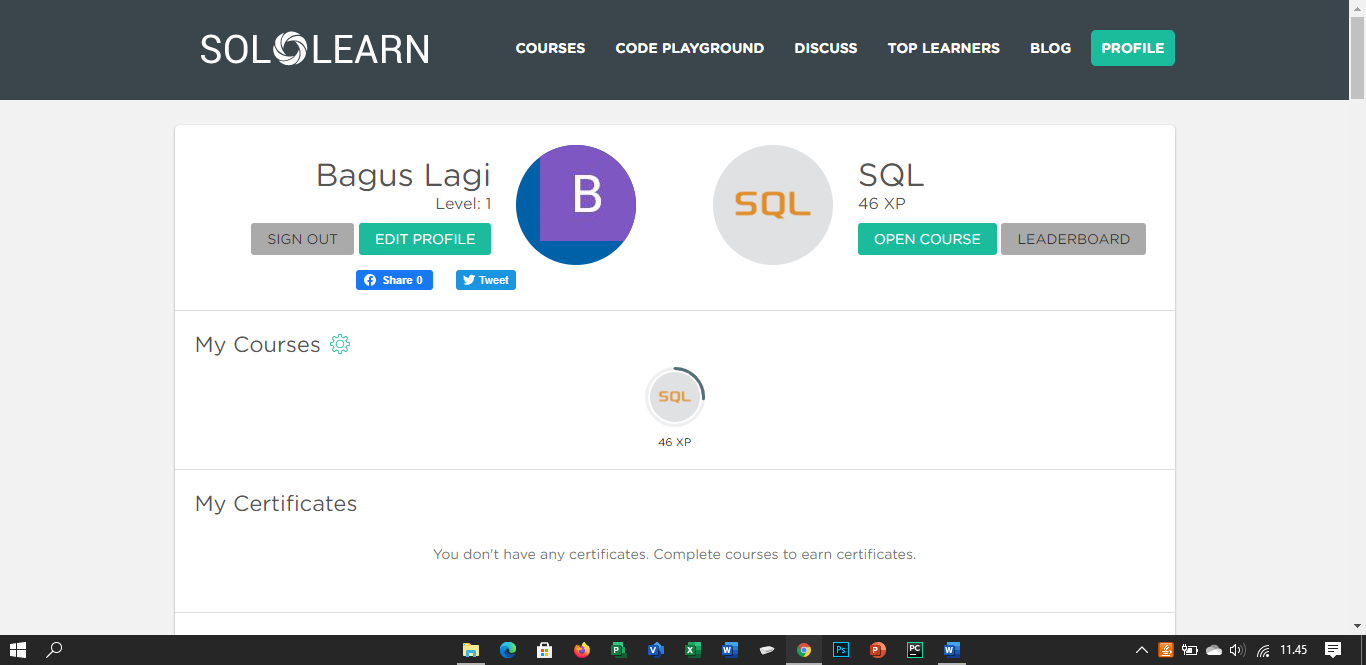 SOLOLEARN
COURSES CODE PLAYGROUND DISCUSS TOP LEARNERS BLOG PROFILE
Bagus Lagi
Level: 1
SIGN OUT EDIT PROFILE
Share 0 Tweet
B
SQL
SQL
46 XP
OPEN COURSE LEADERBOARD
My Courses
SQL
46 XP
My Certificates
You don't have any certificates. Complete courses to earn certificates.
P V X W Ps P PC W 11.45